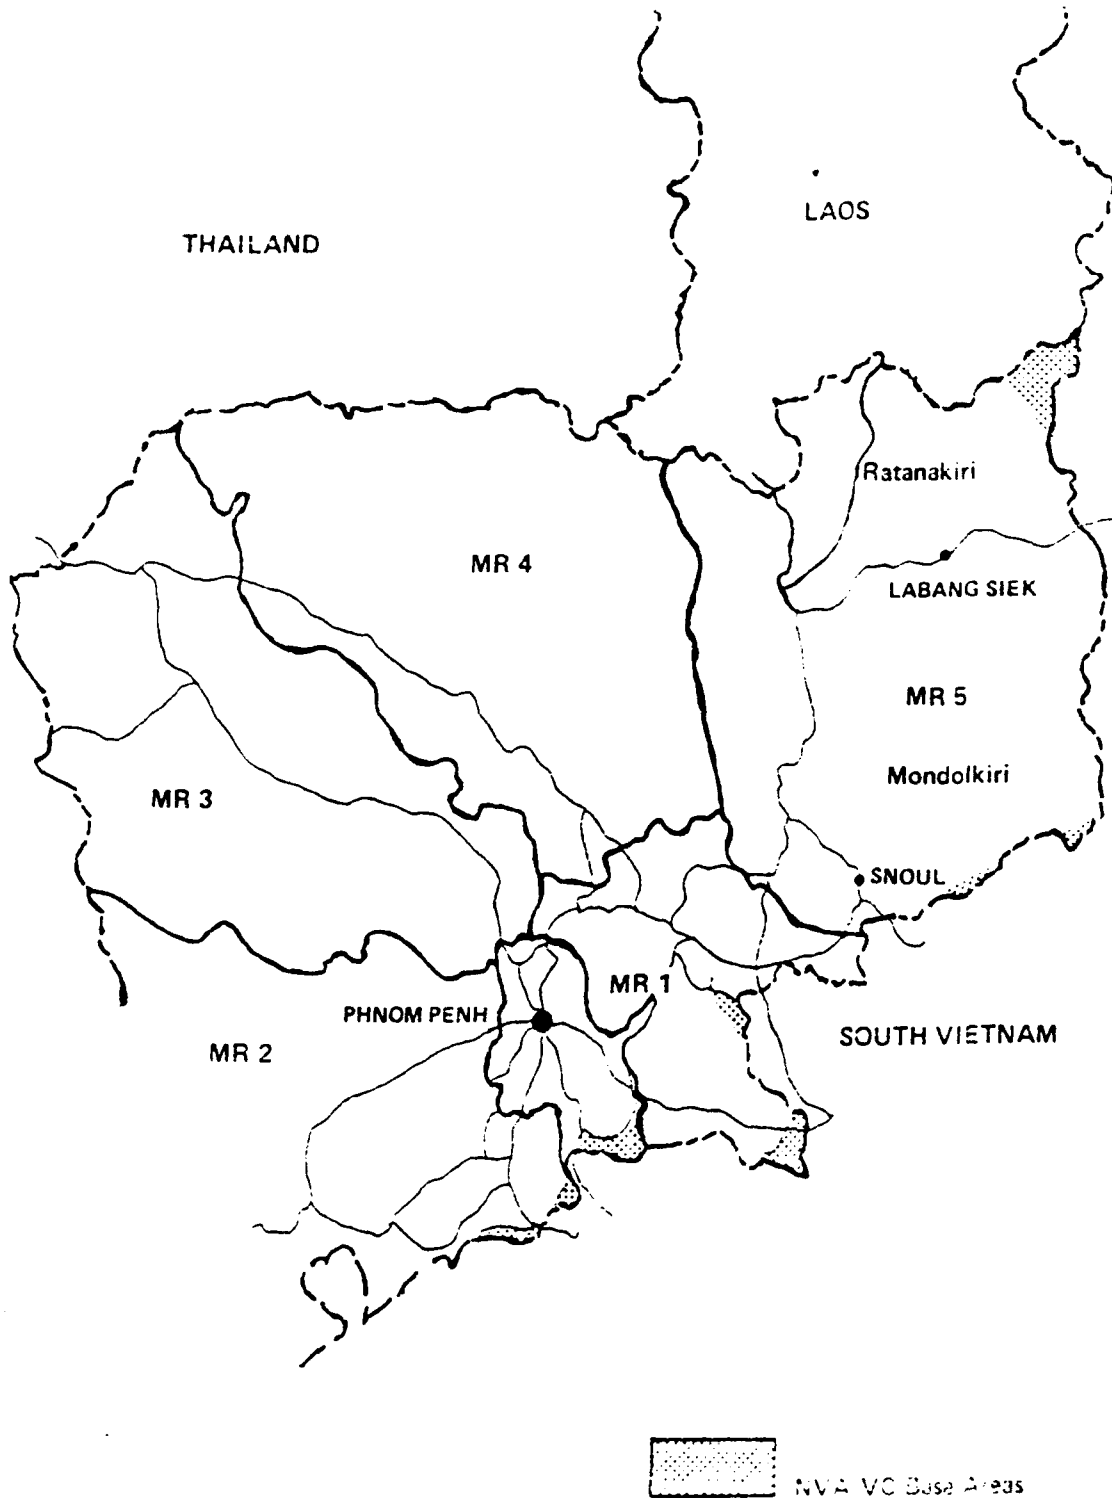 LAOS
THAILAND
Ratanakiri
MR 4
LABANG SIEK
MR 5
Mondolkiri
MR 3
SNOUL
MR 1
PHNOM PENH
SOUTH VIETNAM
MR 2
NVA VC Base Areas